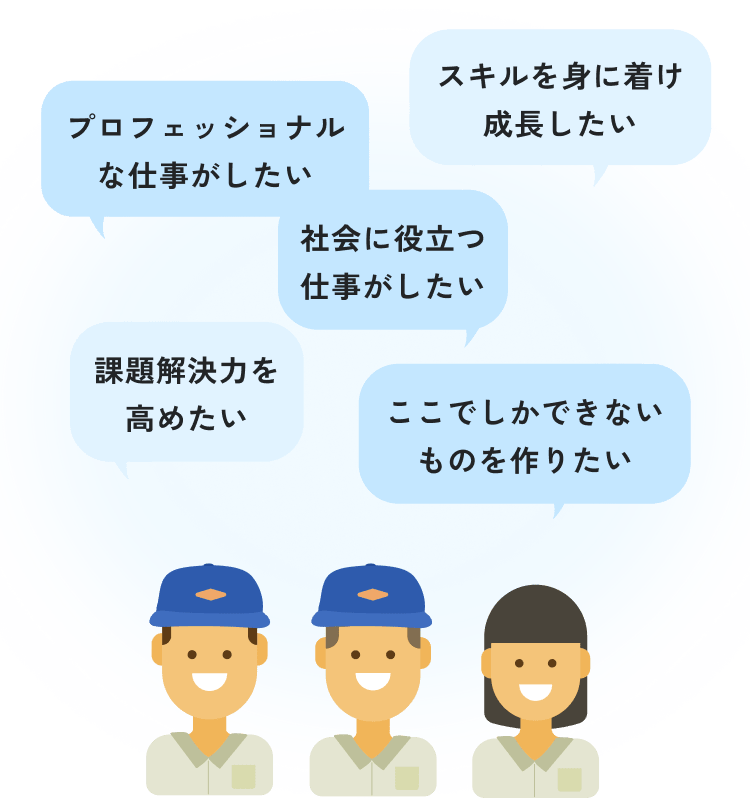 スキルを身に着け
成長したい
プロフェッショナル
な仕事がしたい
社会に役立つ
仕事がしたい
課題解決力を
高めたい
ここでしかできない
ものを作りたい